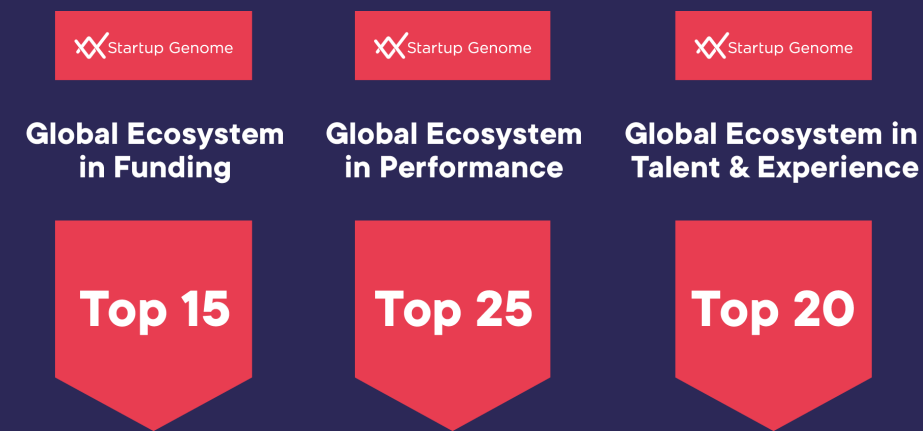 Startup Genome
Global Ecosystem
in Funding
Top 15
Startup Genome
Global Ecosystem
in Performance
Top 25
Startup Genome
Global Ecosystem in
Talent & Experience
Top 20